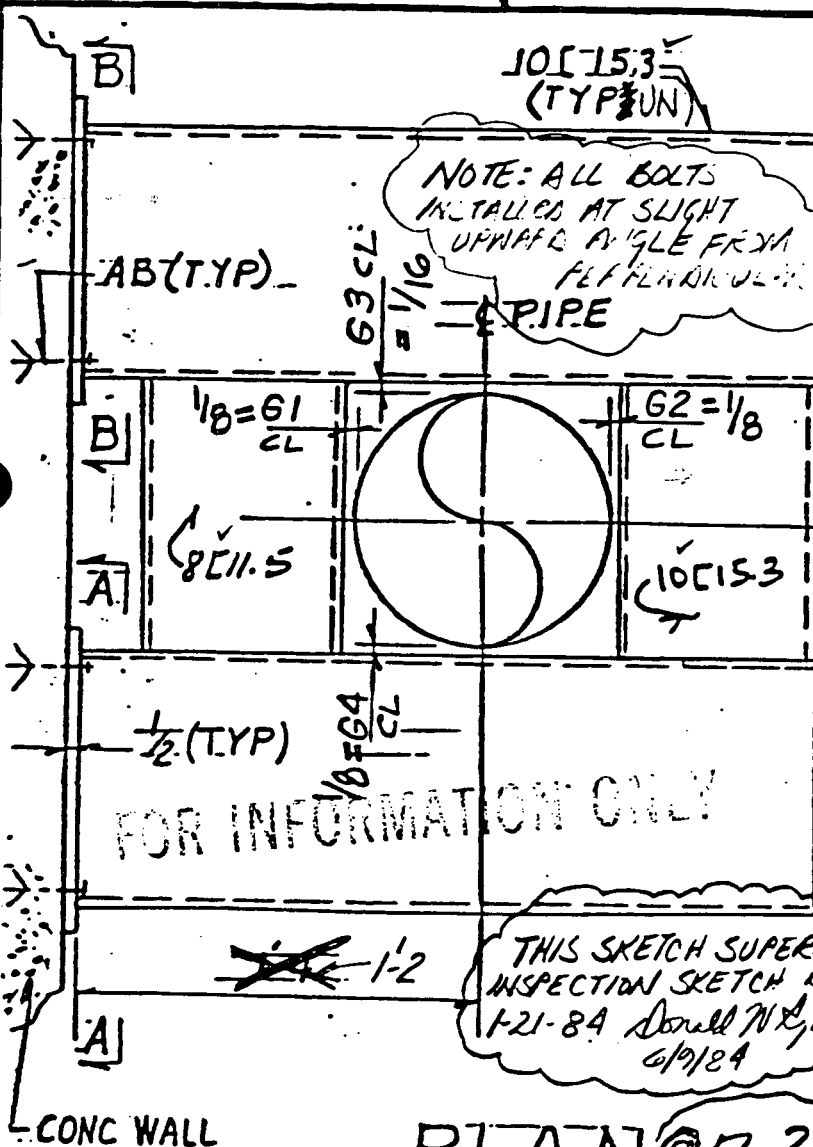 B
10[15.3
(TYP*UN)
NOTE: ALL BOLTS
INSTALLED AT SLIGHT
UPWARD ANGLE FROM
AB(TYP)
G3 CL
= 1/16
℄ PIPE
1/8=G1
CL
G2=1/8
CL
B
8[11.5
10[15.3
A
1/2 (TYP)
1/8=G4
CL
FOR INFORMATION ONLY
1'-2
THIS SKETCH SUPER
INSPECTION SKETCH
1-21-84 Donald
6/9/84
A
CONC WALL
PLAN@